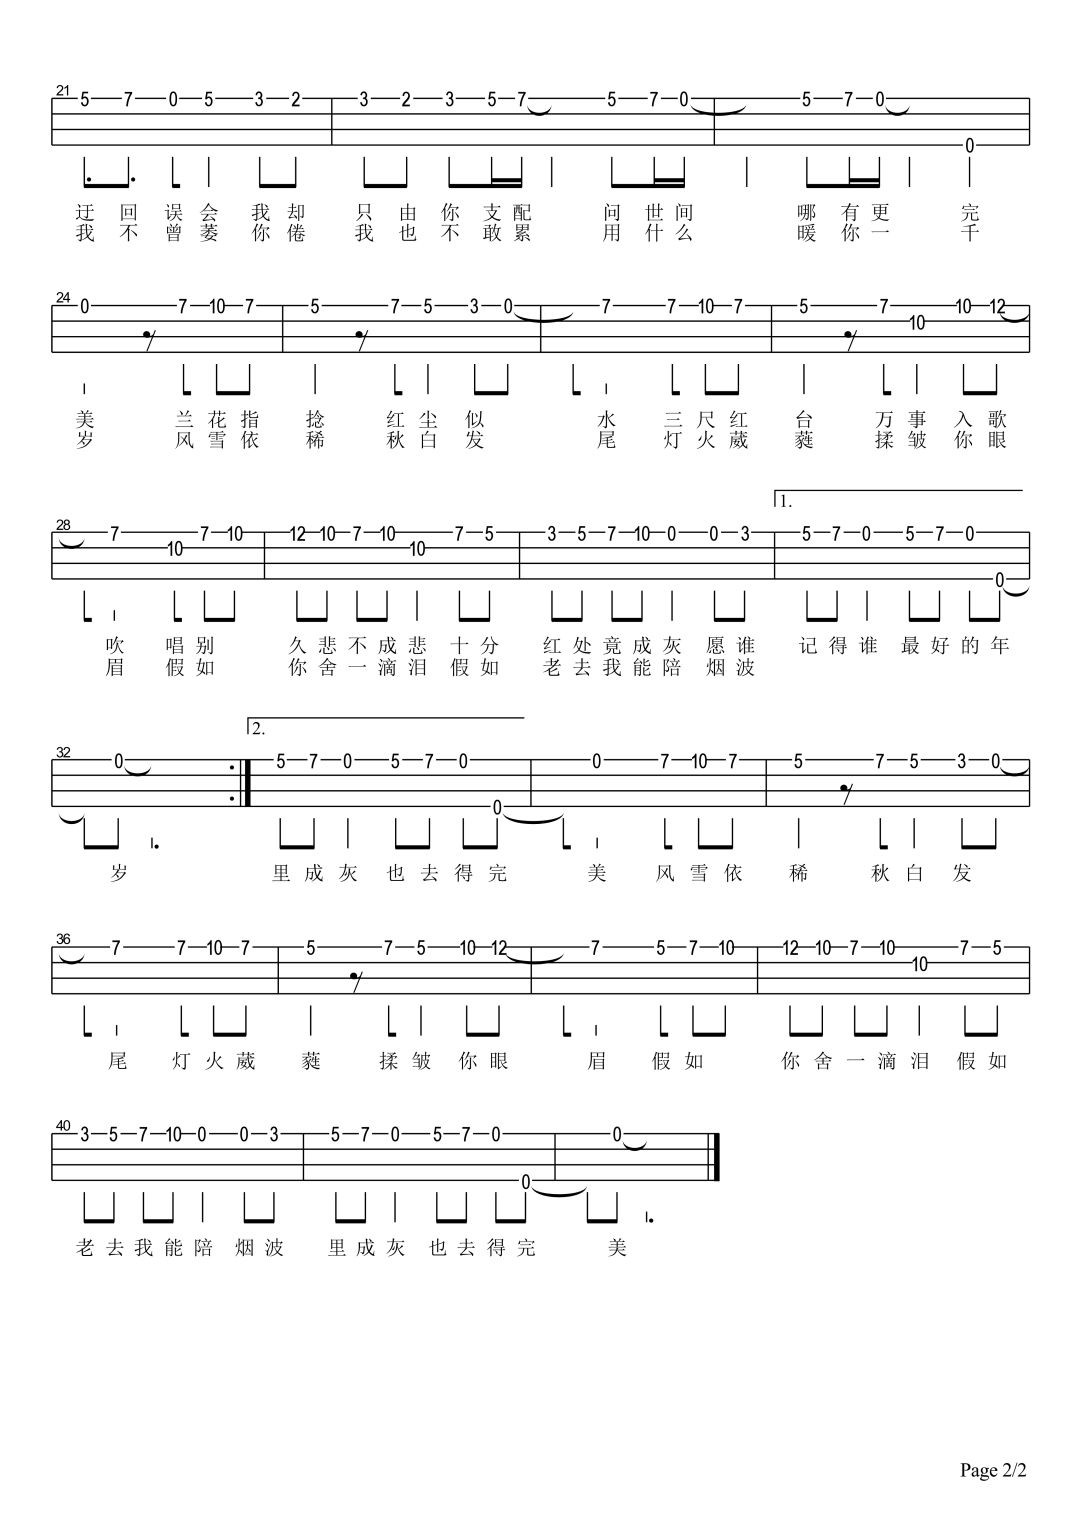 21 5 7 0 5 3 2 3 2 3 5 7 5 7 0 5 7 0 0
迂 回 误 会 我 却 只 由 你 支 配 问 世 间 哪 有 更 完
我 不 曾 萎 你 倦 我 也 不 敢 累 用 什 么 暖 你 一 千
24 0 7 10 7 5 7 5 3 0 7 7 10 7 5 7 10 10 12
美 兰 花 指 捻 红 尘 似 水 三 尺 红 台 万 事 入 歌
岁 风 雪 依 稀 秋 白 发 尾 灯 火 葳 蕤 揉 皱 你 眼
1.
28 7 10 7 10 12 10 7 10 10 7 5 3 5 7 10 0 0 3 5 7 0 5 7 0 0
吹 唱 别 久 悲 不 成 悲 十 分 红 处 竟 成 灰 愿 谁 记 得 谁 最 好 的 年
眉 假 如 你 舍 一 滴 泪 假 如 老 去 我 能 陪 烟 波
2.
32 0 5 7 0 5 7 0 0 0 7 10 7 5 7 5 3 0
岁 里 成 灰 也 去 得 完 美 风 雪 依 稀 秋 白 发
36 7 7 10 7 5 7 5 10 12 7 5 7 10 12 10 7 10 10 7 5
尾 灯 火 葳 蕤 揉 皱 你 眼 眉 假 如 你 舍 一 滴 泪 假 如
40 3 5 7 10 0 0 3 5 7 0 5 7 0 0 0
老 去 我 能 陪 烟 波 里 成 灰 也 去 得 完 美
Page 2/2